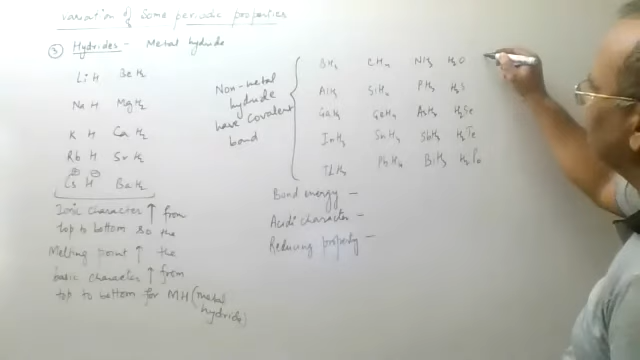 variation of some periodic properties
③ Hydrides - Metal hydride
LiH BeH₂
NaH MgH₂
K H CaH₂
Rb H SrH₂
Cs H BaH₂
Ionic character ↑ from
top to bottom so the
Melting point ↑ the
basic character ↑ from
top to bottom for MH (metal
hydride)
Non-metal
hydride
have covalent
bond
BH₃ CH₄ NH₃ H₂O
AlH₃ SiH₄ PH₃ H₂S
GaH₃ GeH₄ AsH₃ H₂Se
InH₃ SnH₄ SbH₃ H₂Te
TlH₃ PbH₄ BiH₃ H₂Po
Bond energy -
Acidic character -
Reducing property -